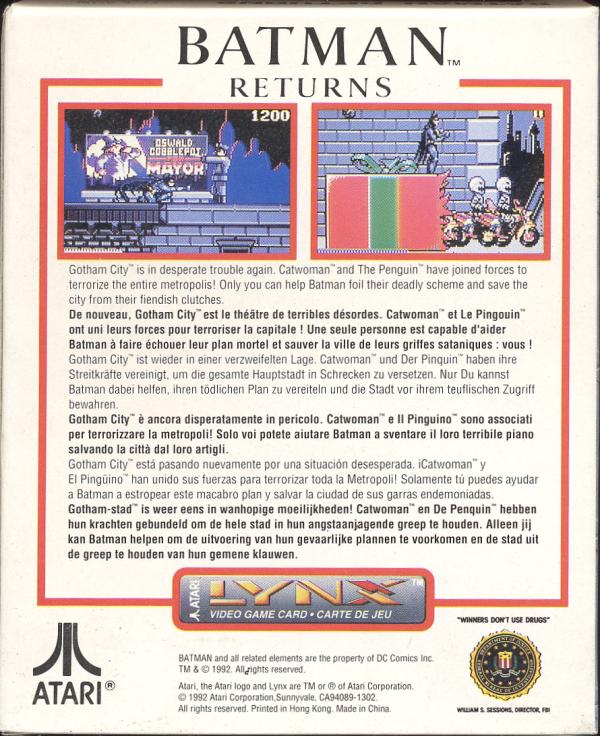 BATMAN™
RETURNS
1200
OSWALD
COBBLEPOT
MAYOR
Gotham City™ is in desperate trouble again. Catwoman™ and The Penguin™ have joined forces to
terrorize the entire metropolis! Only you can help Batman foil their deadly scheme and save the
city from their fiendish clutches.
De nouveau, Gotham City™ est le théâtre de terribles désordes. Catwoman™ et Le Pingouin™
ont uni leurs forces pour terroriser la capitale ! Une seule personne est capable d'aider
Batman à faire échouer leur plan mortel et sauver la ville de leurs griffes sataniques : vous !
Gotham City™ ist wieder in einer verzweifelten Lage. Catwoman™ und Der Pinquin™ haben ihre
Streitkräfte vereinigt, um die gesamte Hauptstadt in Schrecken zu versetzen. Nur Du kannst
Batman dabei helfen, ihren tödlichen Plan zu vereiteln und die Stadt vor ihrem teuflischen Zugriff
bewahren.
Gotham City™ è ancora disperatamente in pericolo. Catwoman™ e Il Pinguino™ sono associati
per terrorizzare la metropoli! Solo voi potete aiutare Batman a sventare il loro terribile piano
salvando la città dal loro artigli.
Gotham City™ está pasando nuevamente por una situación desesperada. ¡Catwoman™ y
El Pingüino™ han unido sus fuerzas para terrorizar toda la Metropoli! Solamente tú puedes ayudar
a Batman a estropear este macabro plan y salvar la ciudad de sus garras endemoniadas.
Gotham-stad™ is weer eens in wanhopige moeilijkheden! Catwoman™ en De Penquin™ hebben
hun krachten gebundeld om de hele stad in hun angstaanjagende greep te houden. Alleen jij
kan Batman helpen om de uitvoering van hun gevaarlijke plannen te voorkomen en de stad uit
de greep te houden van hun gemene klauwen.
ATARI LYNX™
VIDEO GAME CARD • CARTE DE JEU
ATARI®
BATMAN and all related elements are the property of DC Comics Inc.
TM & © 1992. All rights reserved.
Atari, the Atari logo and Lynx are TM or ® of Atari Corporation.
© 1992 Atari Corporation,Sunnyvale, CA94089-1302.
All rights reserved. Printed in Hong Kong. Made in China.
"WINNERS DON'T USE DRUGS"
WILLIAM S. SESSIONS, DIRECTOR, FBI